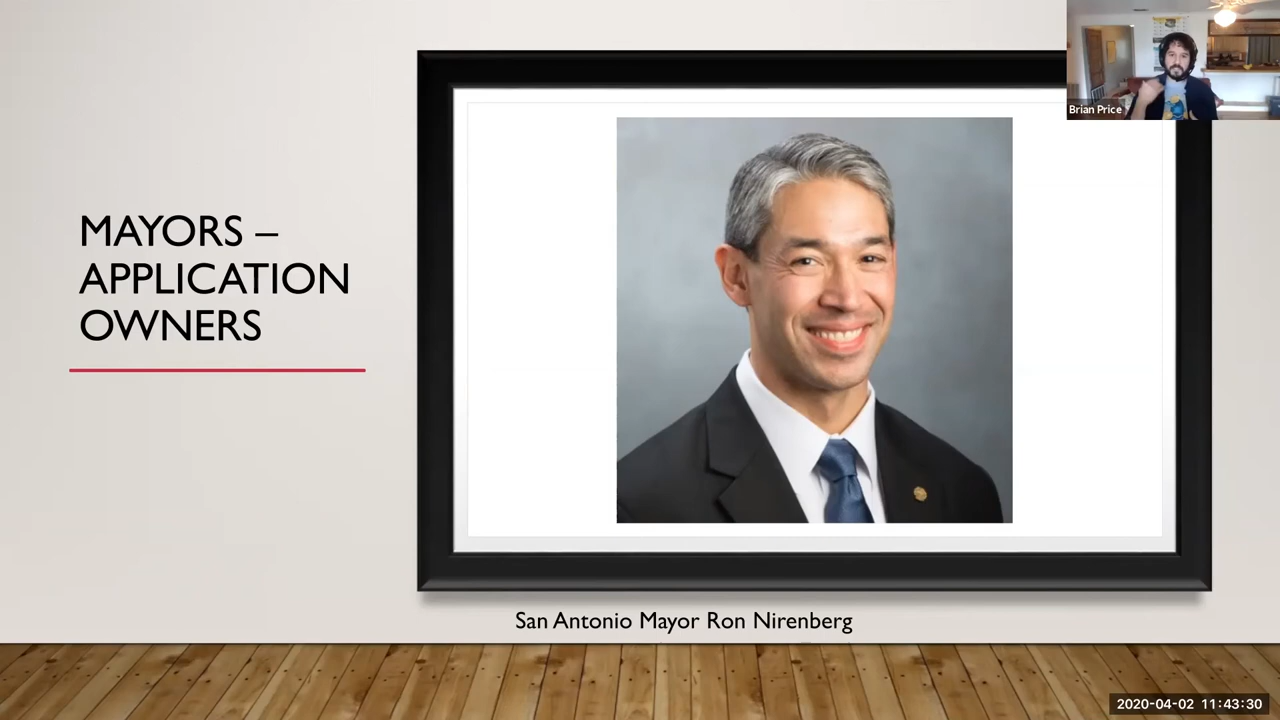 MAYORS –
APPLICATION
OWNERS
San Antonio Mayor Ron Nirenberg
Brian Price
2020-04-02 11:43:30